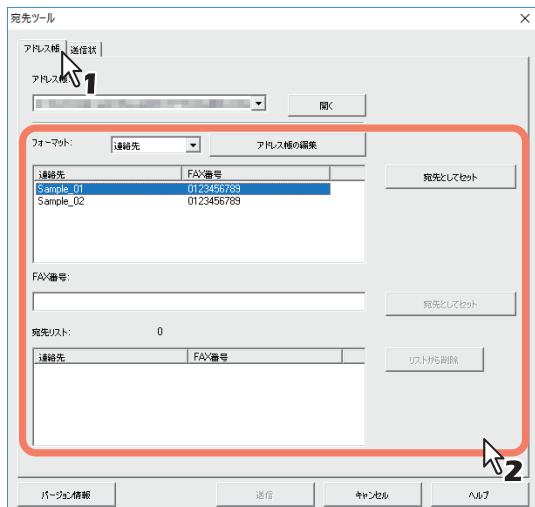 宛先ツール
アドレス帳 送信状
1
開く
フォーマット: 連絡先 アドレス帳の編集
連絡先 FAX番号
宛先としてセット
Sample_01 0123456789
Sample_02 0123456789
FAX番号:
宛先としてセット
宛先リスト: 0
連絡先 FAX番号
リストから削除
2
バージョン情報 送信 キャンセル ヘルプ